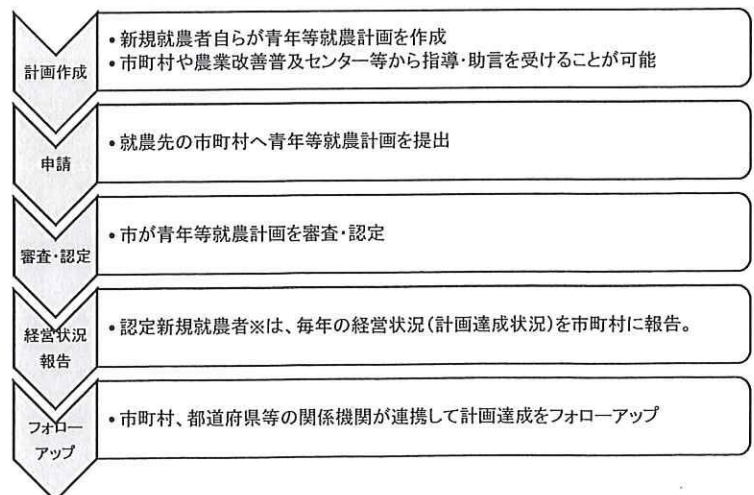 計画作成
• 新規就農者自らが青年等就農計画を作成
• 市町村や農業改善普及センター等から指導・助言を受けることが可能
申請
• 就農先の市町村へ青年等就農計画を提出
審査・認定
• 市が青年等就農計画を審査・認定
経営状況
報告
• 認定新規就農者※は、毎年の経営状況(計画達成状況)を市町村に報告。
フォロー
アップ
• 市町村、都道府県等の関係機関が連携して計画達成をフォローアップ